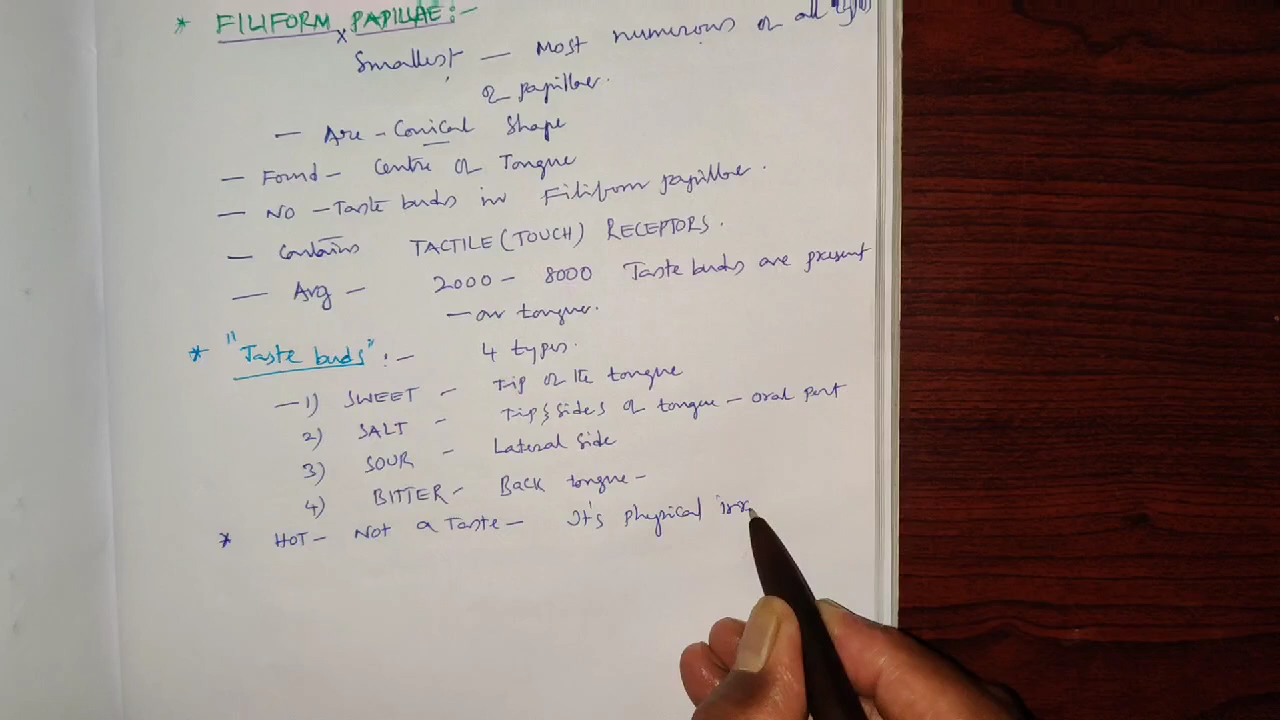 * FILIFORM PAPILLAE :-
x
Smallest — Most numerous of all types
of papillae.
— Are - Conical Shape
— Found - Centre of Tongue
— NO - Taste buds in Filiform papillae.
— Contains TACTILE (TOUCH) RECEPTORS.
— Avg - 2000 - 8000 Taste buds are present
— on tongue.
* "Taste buds" :- 4 types.
— 1) SWEET - Tip of the tongue
2) SALT - Tip & Sides of tongue - oral part
3) SOUR - Lateral Side
4) BITTER - Back tongue -
* HOT - Not a Taste - It's physical irr